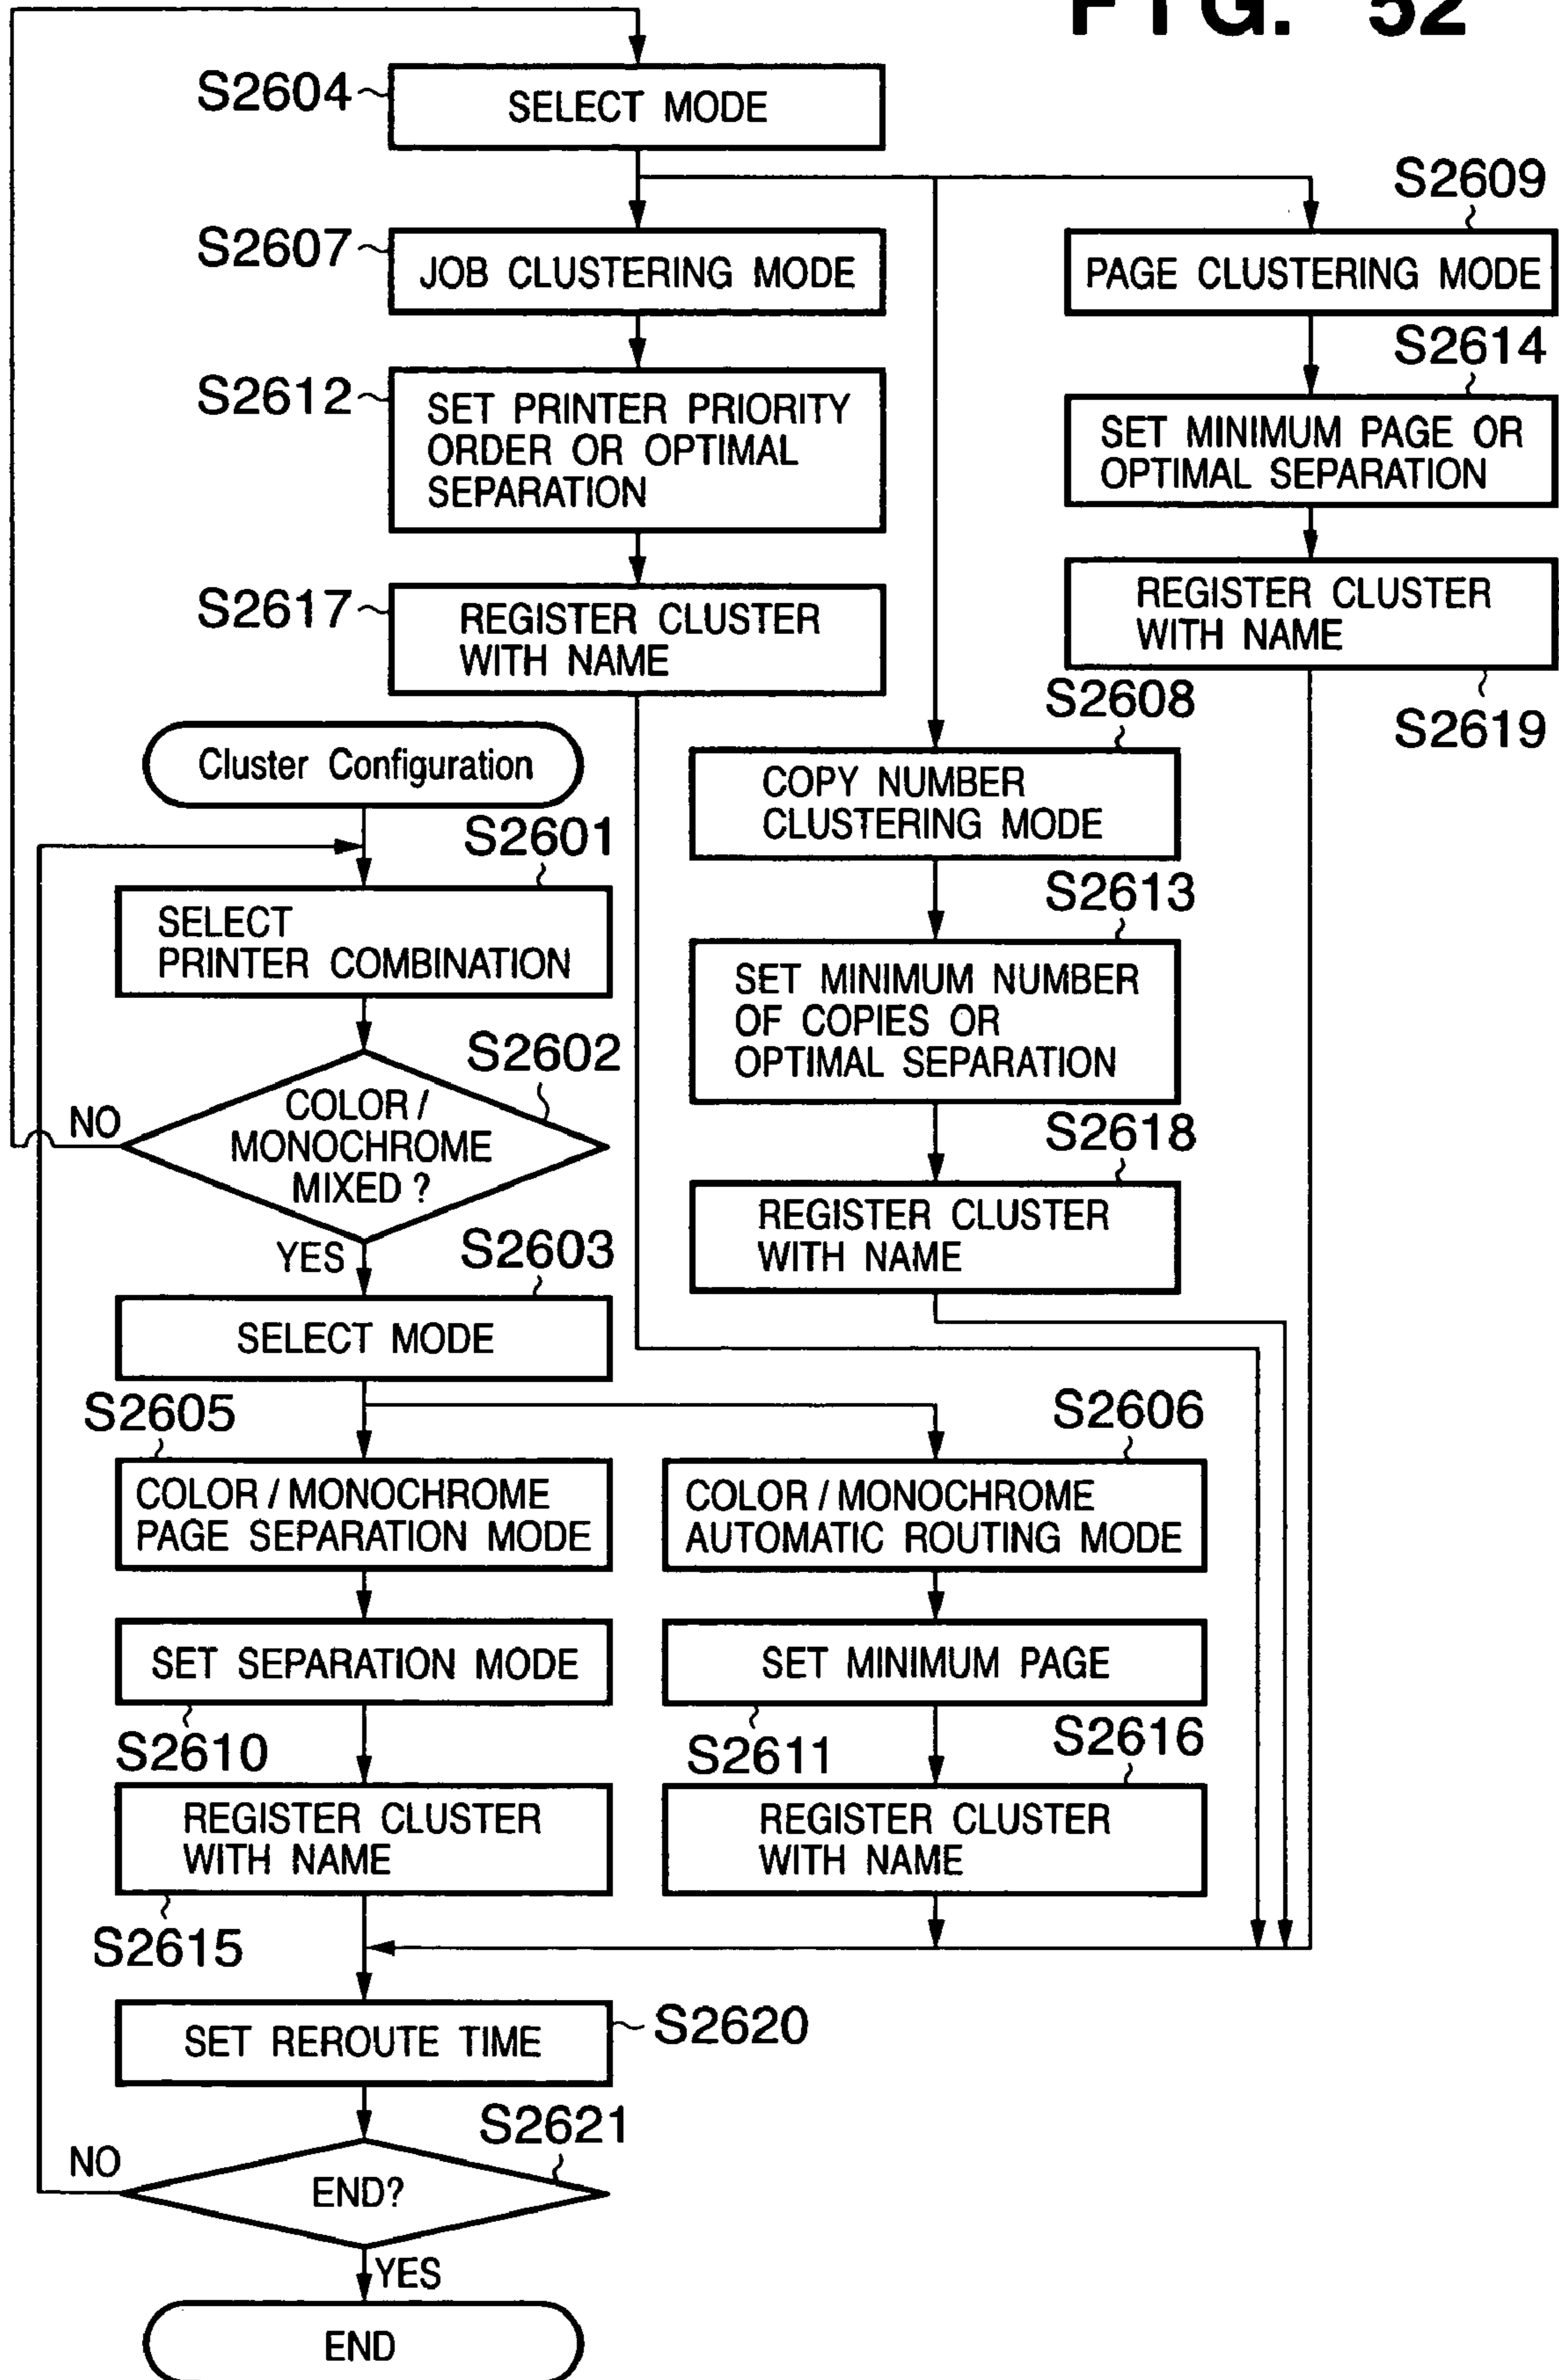 FIG. 52
S2604
SELECT MODE
S2609
S2607
JOB CLUSTERING MODE
PAGE CLUSTERING MODE
S2614
S2612
SET PRINTER PRIORITY
ORDER OR OPTIMAL
SEPARATION
SET MINIMUM PAGE OR
OPTIMAL SEPARATION
S2617
REGISTER CLUSTER
WITH NAME
REGISTER CLUSTER
WITH NAME
S2619
S2608
Cluster Configuration
COPY NUMBER
CLUSTERING MODE
S2601
SELECT
PRINTER COMBINATION
S2613
SET MINIMUM NUMBER
OF COPIES OR
OPTIMAL SEPARATION
S2602
COLOR /
MONOCHROME
MIXED ?
NO
S2618
REGISTER CLUSTER
WITH NAME
YES
S2603
SELECT MODE
S2605
S2606
COLOR / MONOCHROME
PAGE SEPARATION MODE
COLOR / MONOCHROME
AUTOMATIC ROUTING MODE
SET SEPARATION MODE
SET MINIMUM PAGE
S2610
S2611
S2616
REGISTER CLUSTER
WITH NAME
REGISTER CLUSTER
WITH NAME
S2615
SET REROUTE TIME
S2620
S2621
NO
END?
YES
END